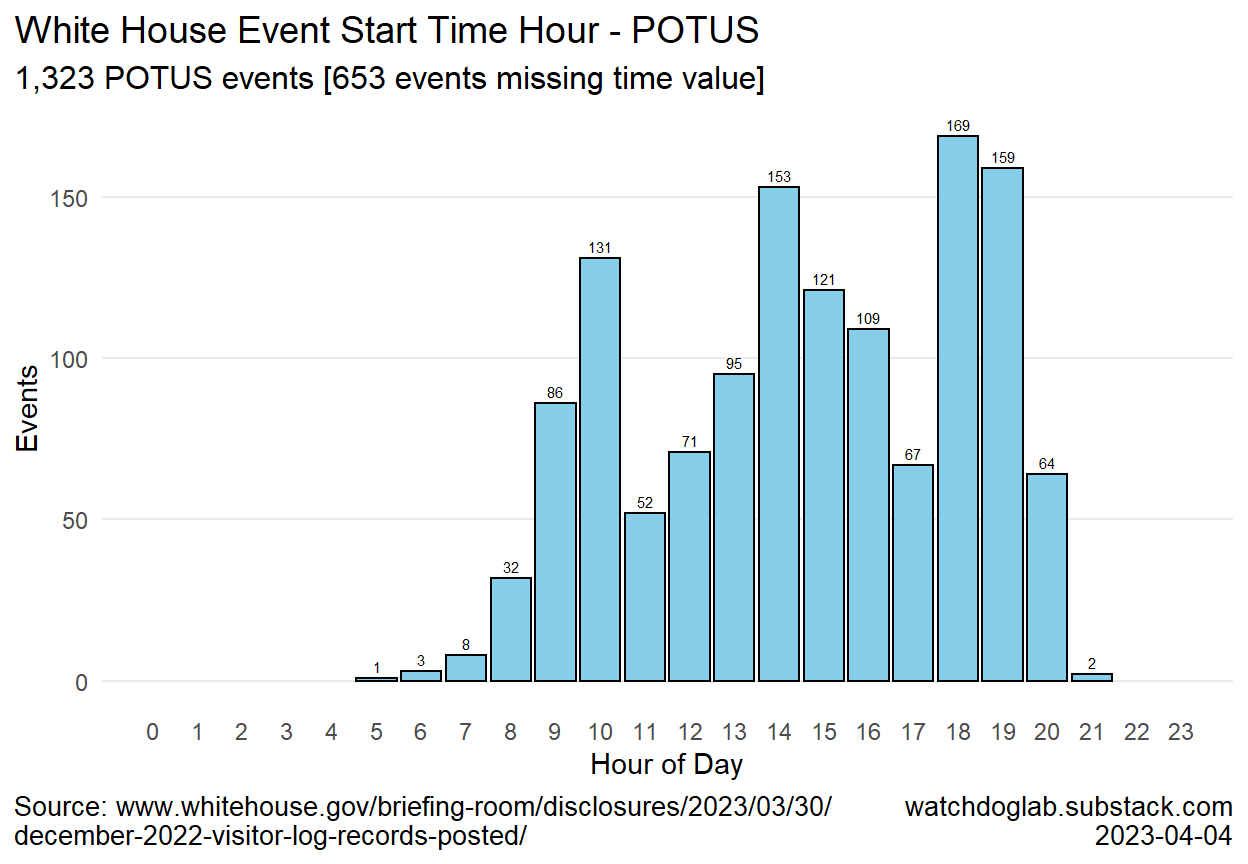 White House Event Start Time Hour - POTUS
1,323 POTUS events [653 events missing time value]
169
159
153
150
131
121
109
100
95
86
71
67
64
52
50
32
8
3
1
2
0
Events
0 1 2 3 4 5 6 7 8 9 10 11 12 13 14 15 16 17 18 19 20 21 22 23
Hour of Day
Source: www.whitehouse.gov/briefing-room/disclosures/2023/03/30/
december-2022-visitor-log-records-posted/
watchdoglab.substack.com
2023-04-04